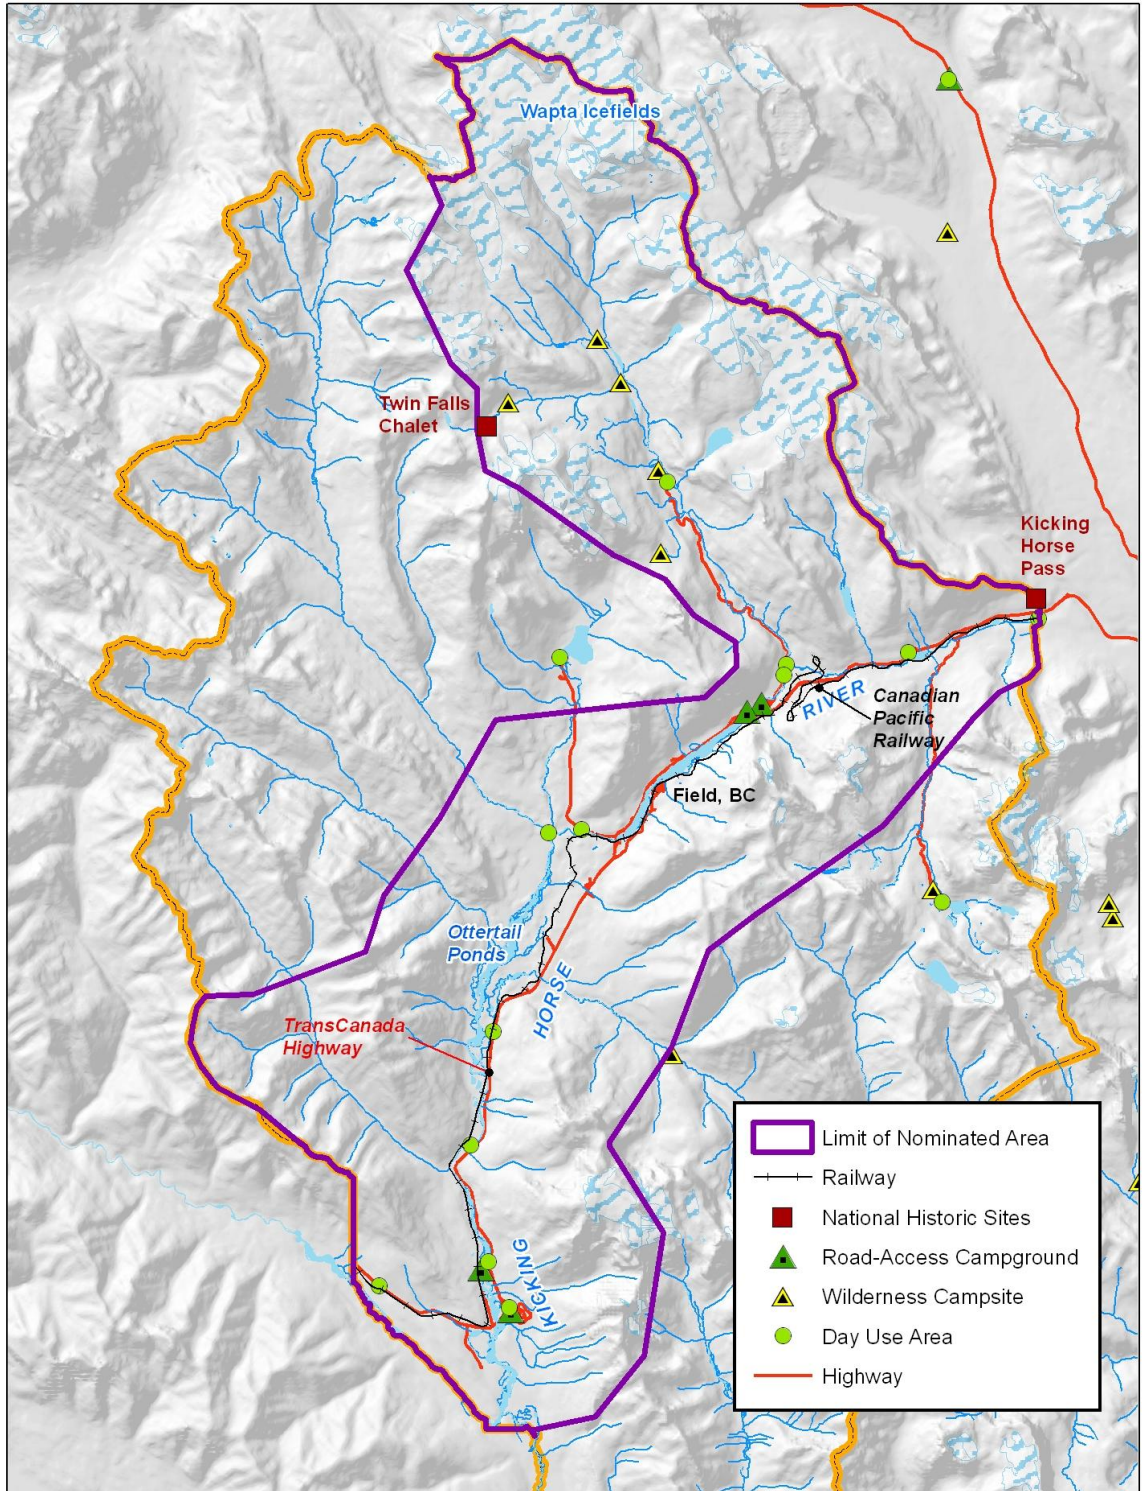 Wapta Icefields
Twin Falls
Chalet
Kicking
Horse
Pass
RIVER
Canadian
Pacific
Railway
Field, BC
Ottertail
Ponds
HORSE
TransCanada
Highway
KICKING
Limit of Nominated Area
Railway
National Historic Sites
Road-Access Campground
Wilderness Campsite
Day Use Area
Highway